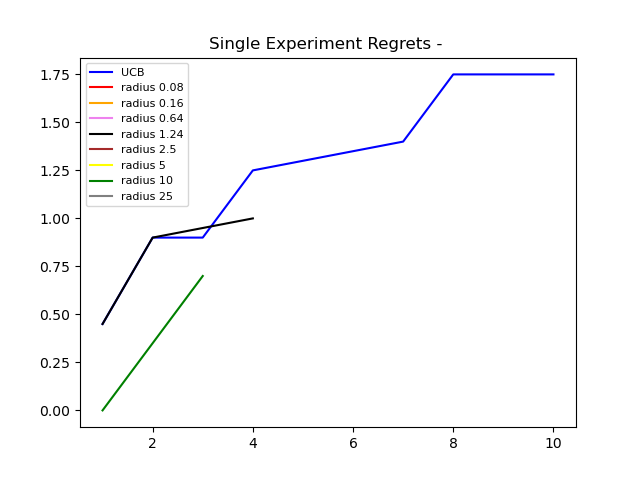 Single Experiment Regrets -
1.75
1.50
1.25
1.00
0.75
0.50
0.25
0.00
UCB
radius 0.08
radius 0.16
radius 0.64
radius 1.24
radius 2.5
radius 5
radius 10
radius 25
2 4 6 8 10